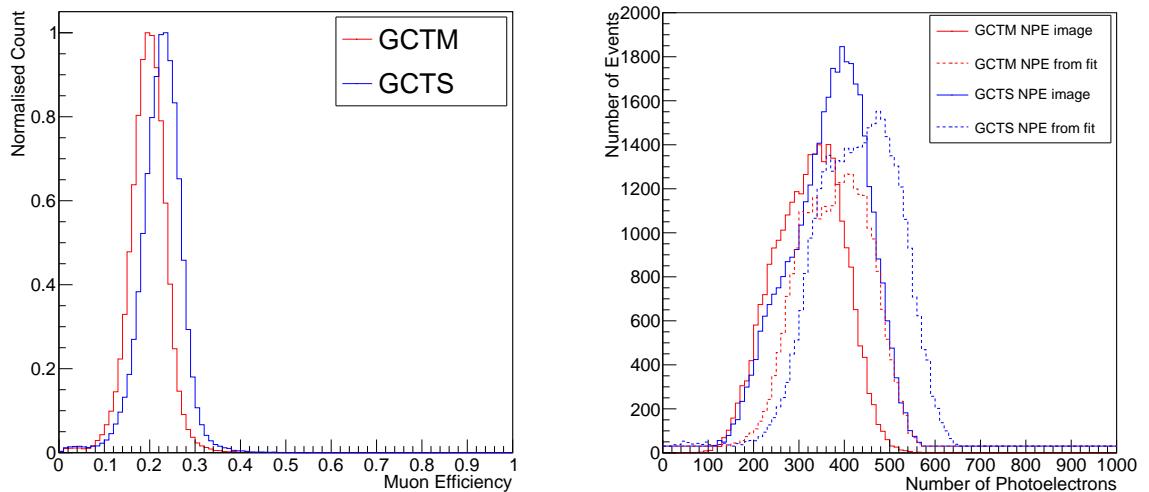 Normalised Count
1
0.8
0.6
0.4
0.2
0
0 0.1 0.2 0.3 0.4 0.5 0.6 0.7 0.8 0.9 1
Muon Efficiency
GCTM
GCTS
Number of Events
2000
1800
1600
1400
1200
1000
800
600
400
200
0
0 100 200 300 400 500 600 700 800 900 1000
Number of Photoelectrons
GCTM NPE image
GCTM NPE from fit
GCTS NPE image
GCTS NPE from fit